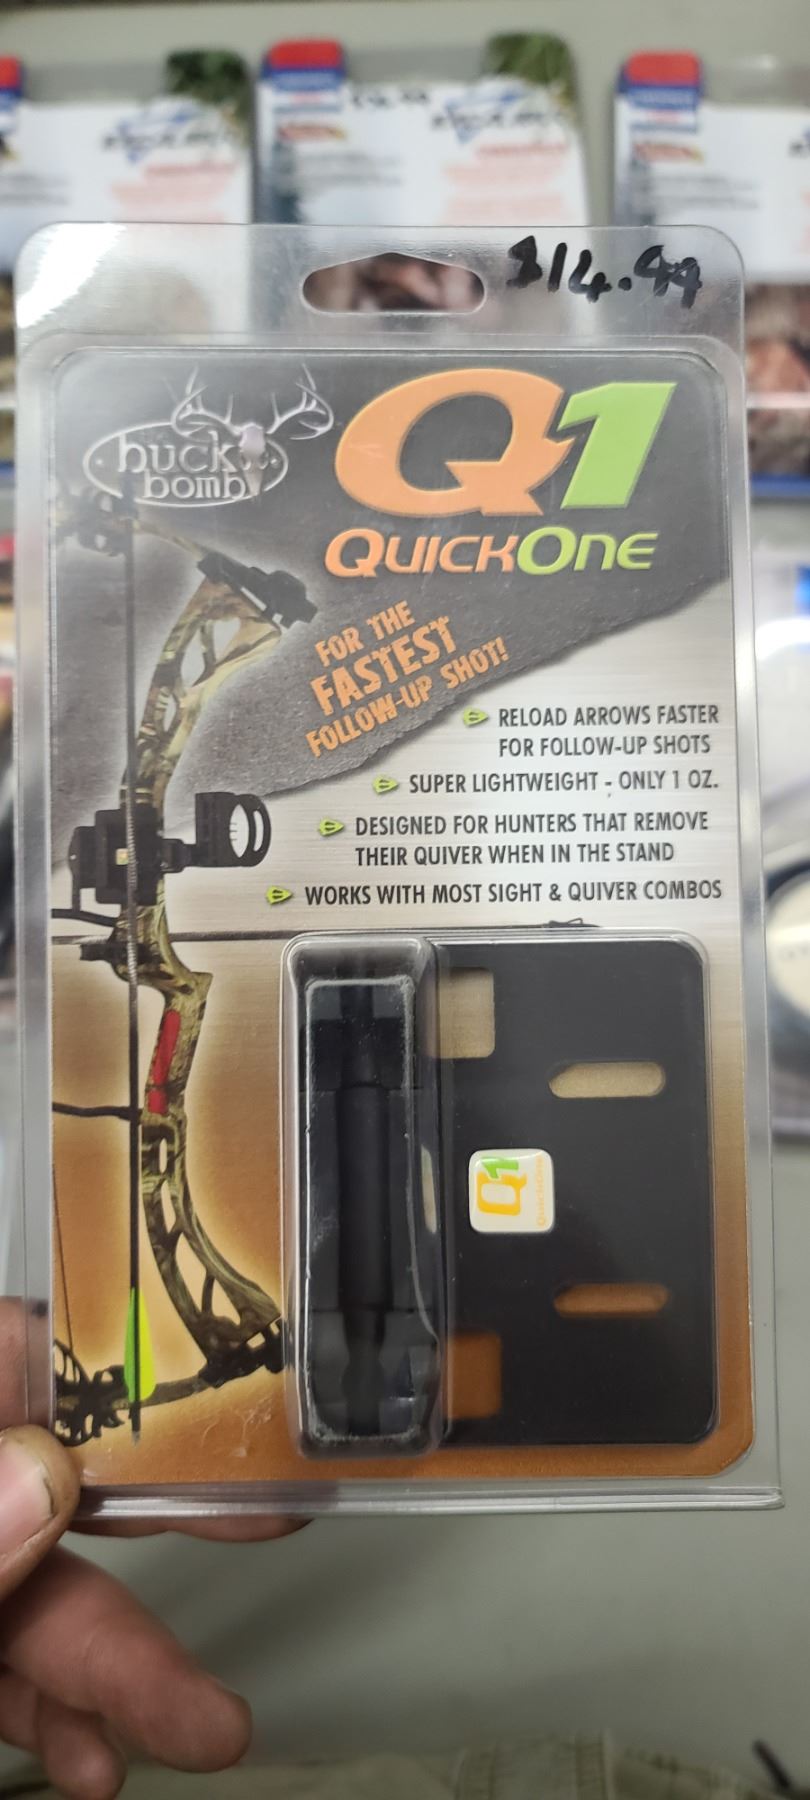 $14.99
buck
bomb
Q1
QUICKONE
FOR THE
FASTEST
FOLLOW-UP SHOT!
RELOAD ARROWS FASTER
FOR FOLLOW-UP SHOTS
SUPER LIGHTWEIGHT - ONLY 1 OZ.
DESIGNED FOR HUNTERS THAT REMOVE
THEIR QUIVER WHEN IN THE STAND
WORKS WITH MOST SIGHT & QUIVER COMBOS
Q1
QuickOne